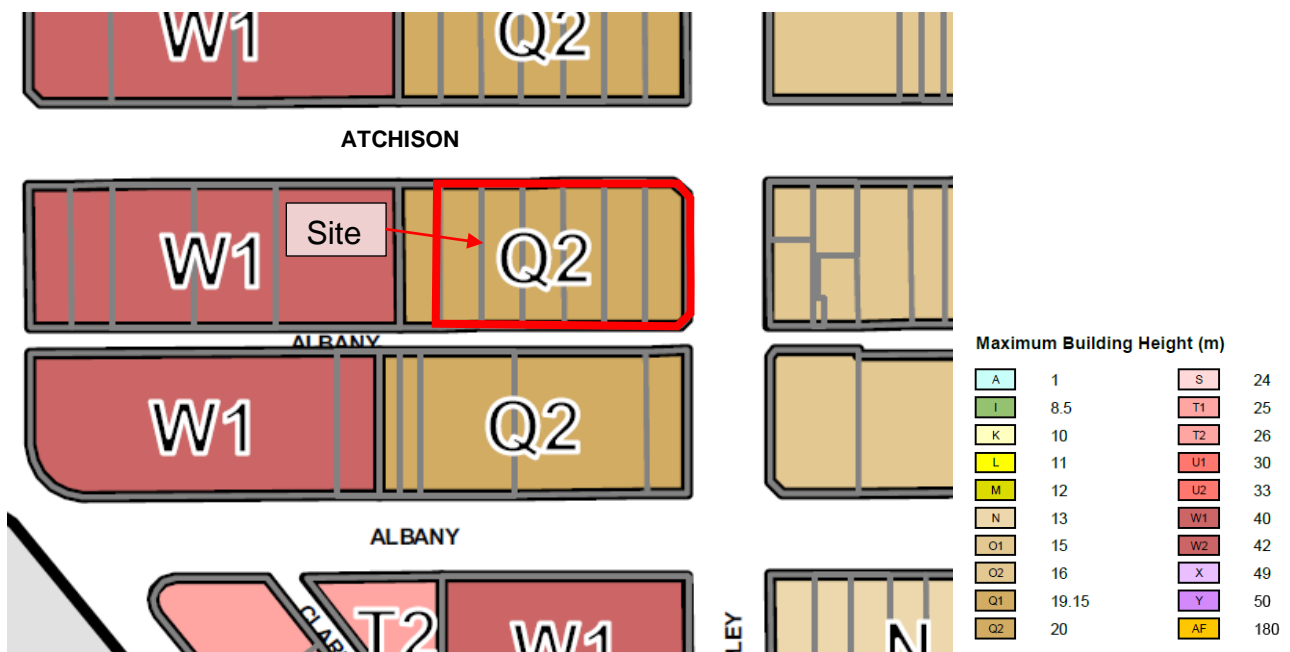 W1 Q2
ATCHISON
Site
W1 Q2
ALBANY
W1 Q2
ALBANY
T2 W1 N
LEY
Maximum Building Height (m)
A 1 S 24
I 8.5 T1 25
K 10 T2 26
L 11 U1 30
M 12 U2 33
N 13 W1 40
O1 15 W2 42
O2 16 X 49
Q1 19.15 Y 50
Q2 20 AF 180